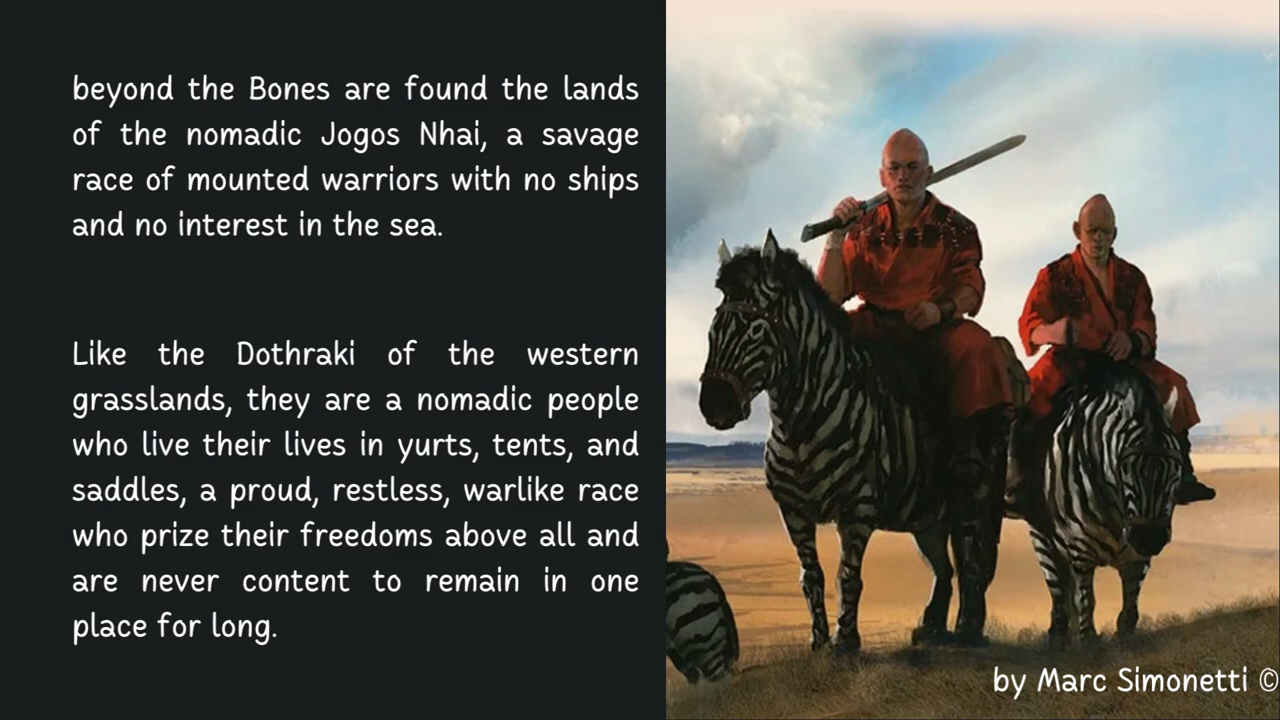 beyond the Bones are found the lands
of the nomadic Jogos Nhai, a savage
race of mounted warriors with no ships
and no interest in the sea.
Like the Dothraki of the western
grasslands, they are a nomadic people
who live their lives in yurts, tents, and
saddles, a proud, restless, warlike race
who prize their freedoms above all and
are never content to remain in one
place for long.
by Marc Simonetti ©